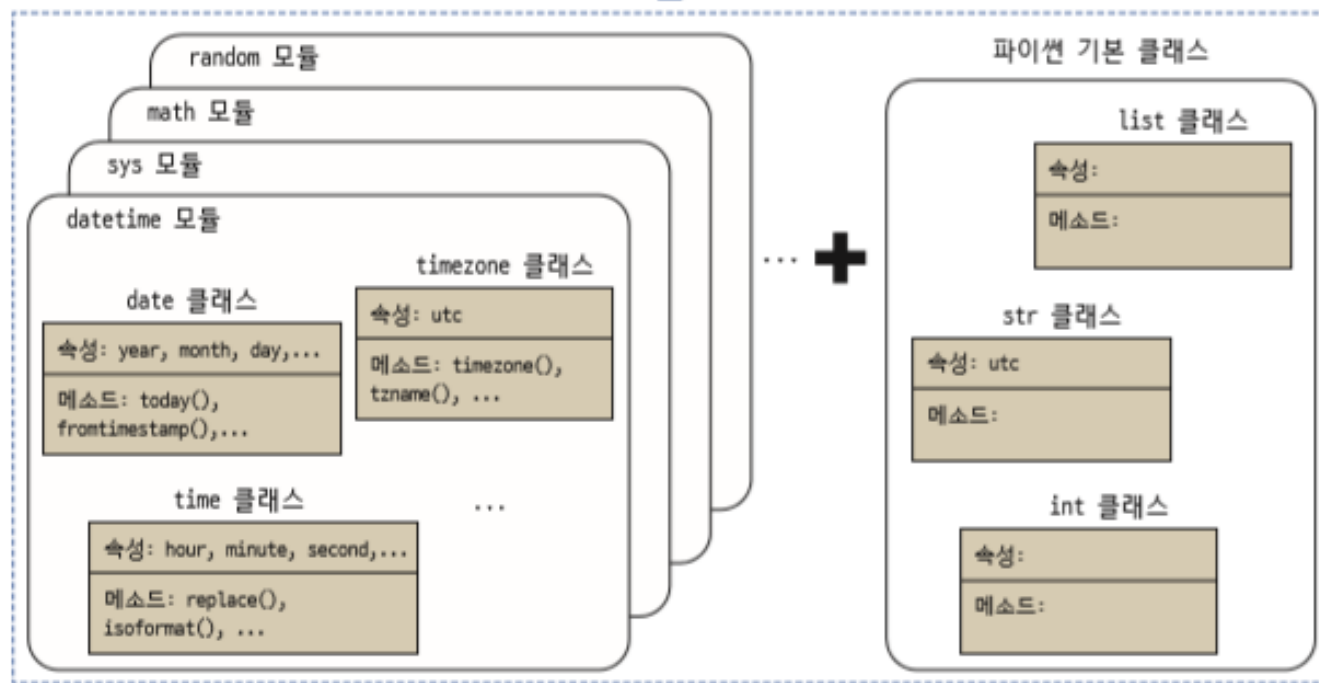 random 모듈
math 모듈
sys 모듈
datetime 모듈
timezone 클래스
속성: utc
메소드: timezone(),
tzname(), ...
date 클래스
속성: year, month, day,...
메소드: today(),
fromtimestamp(),...
time 클래스
속성: hour, minute, second,...
메소드: replace(),
isoformat(), ...
...
...
파이썬 기본 클래스
list 클래스
속성:
메소드:
str 클래스
속성: utc
메소드:
int 클래스
속성:
메소드: